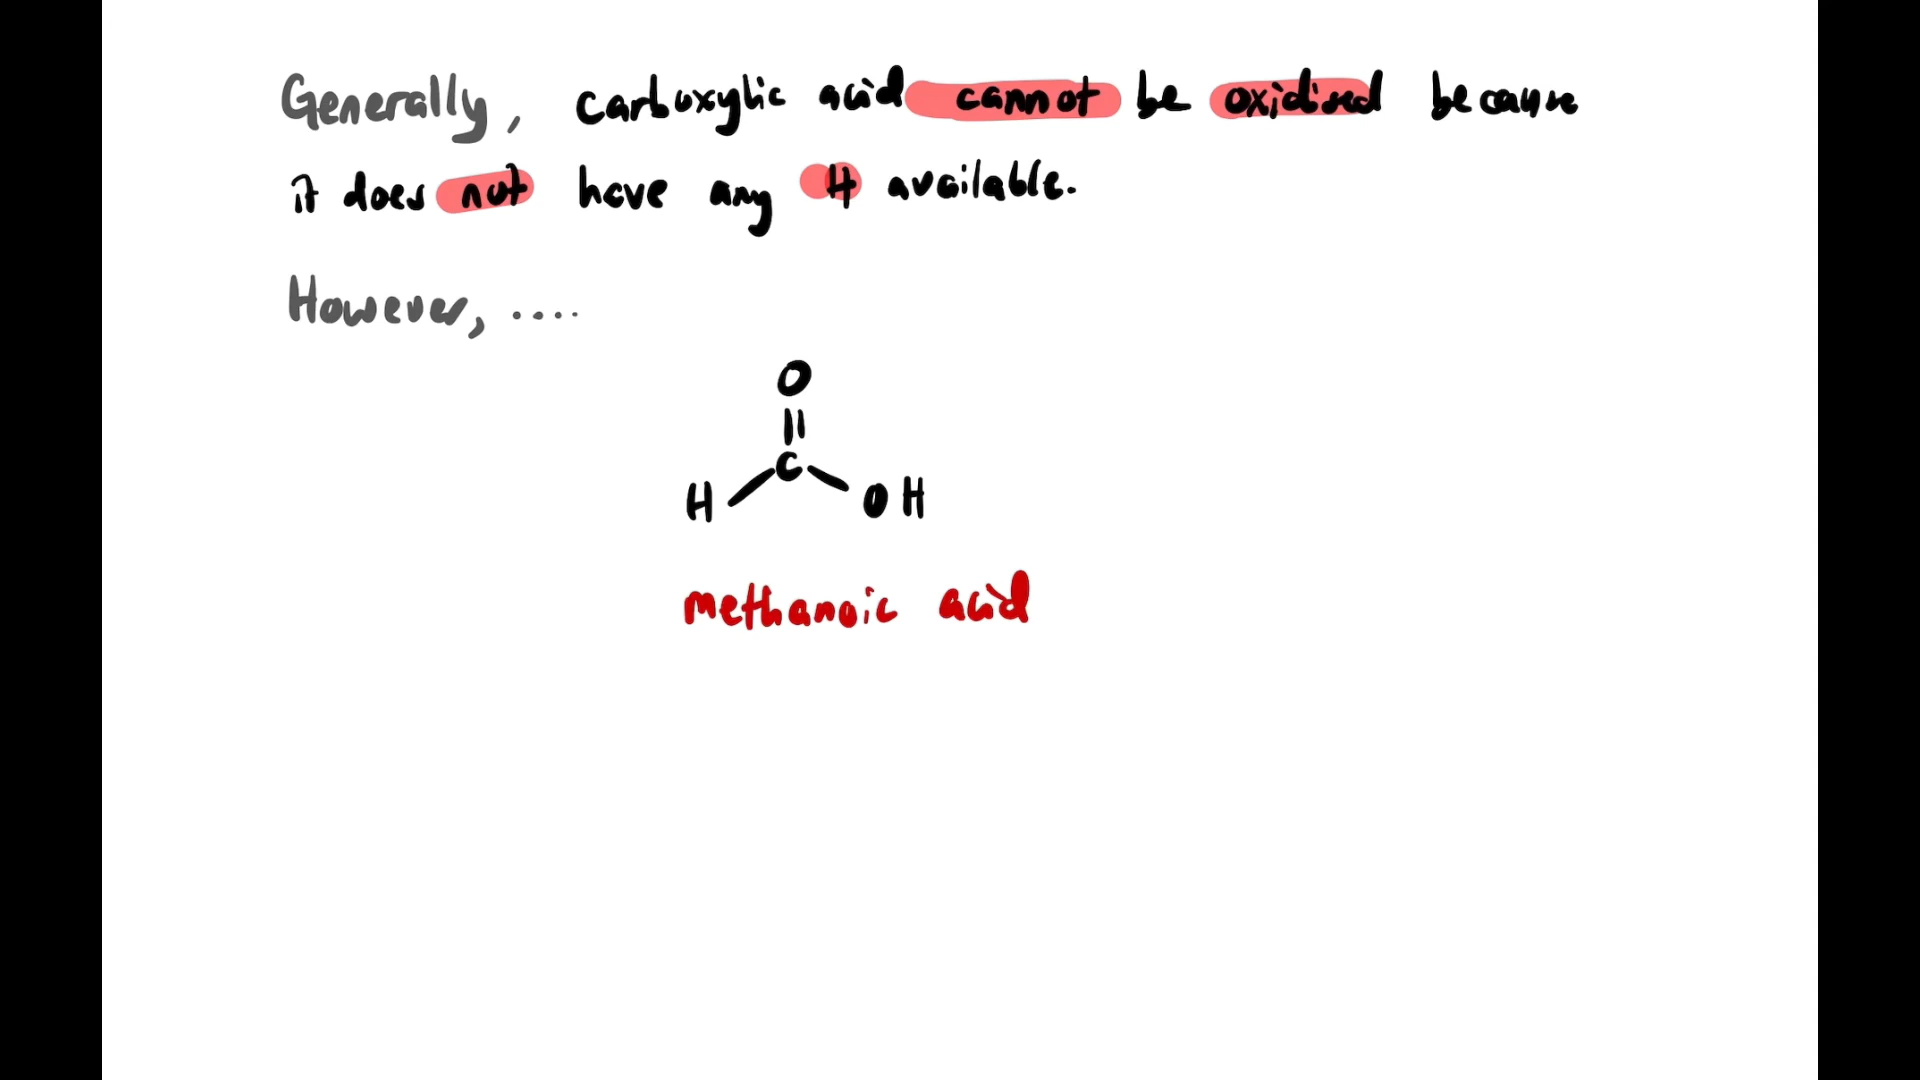 Generally, carboxylic acid cannot be oxidised because
it does not have any H available.
However, ....
O
C
H OH
methanoic acid